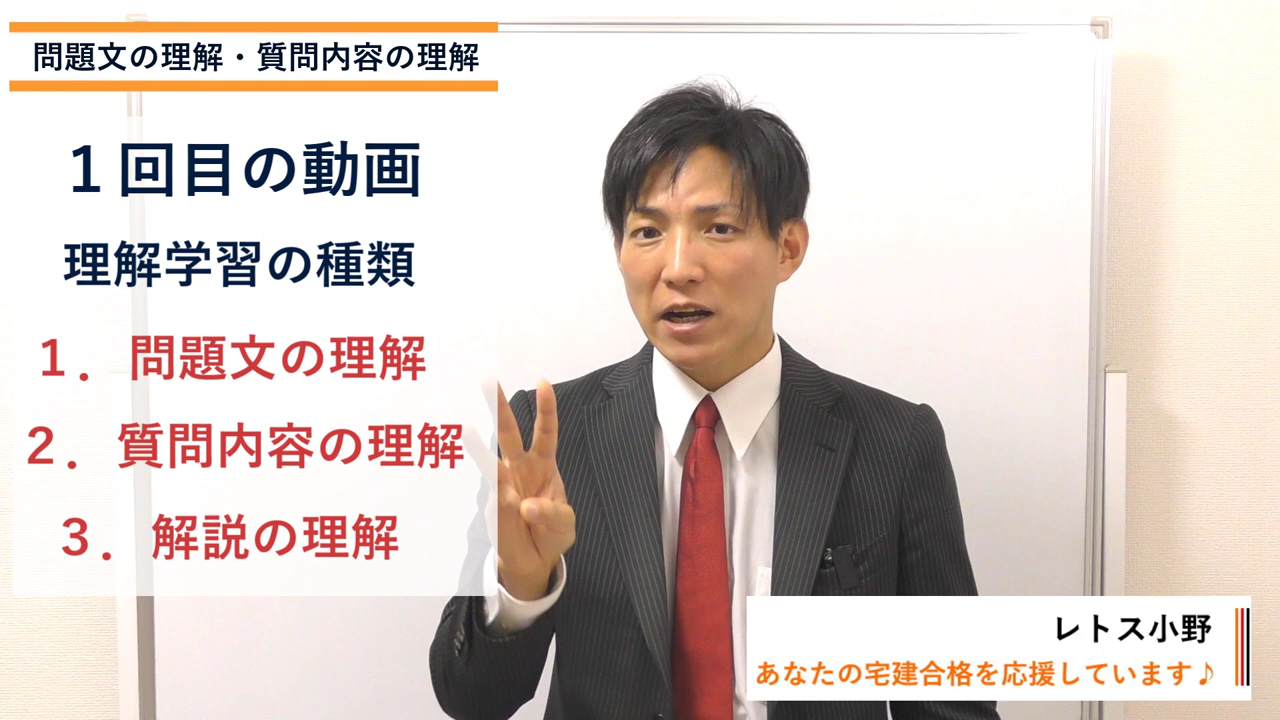 問題文の理解・質問内容の理解
1回目の動画
理解学習の種類
1．問題文の理解
2．質問内容の理解
3．解説の理解
レトス小野
あなたの宅建合格を応援しています♪